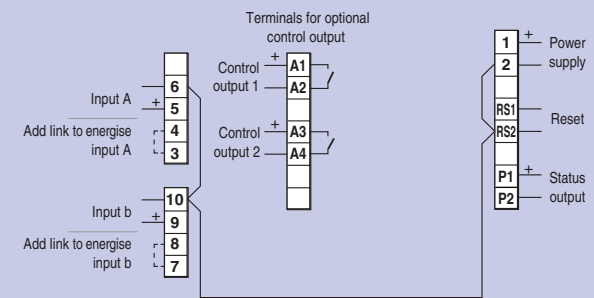 Terminals for optional
control output
6
Input A
+
5
Add link to energise
input A
4
3
10
Input b
+
9
Add link to energise
input b
8
7
Control
output 1
+
A1
A2
Control
output 2
+
A3
A4
1
+
Power
supply
2
RS1
Reset
RS2
P1
+
Status
output
P2